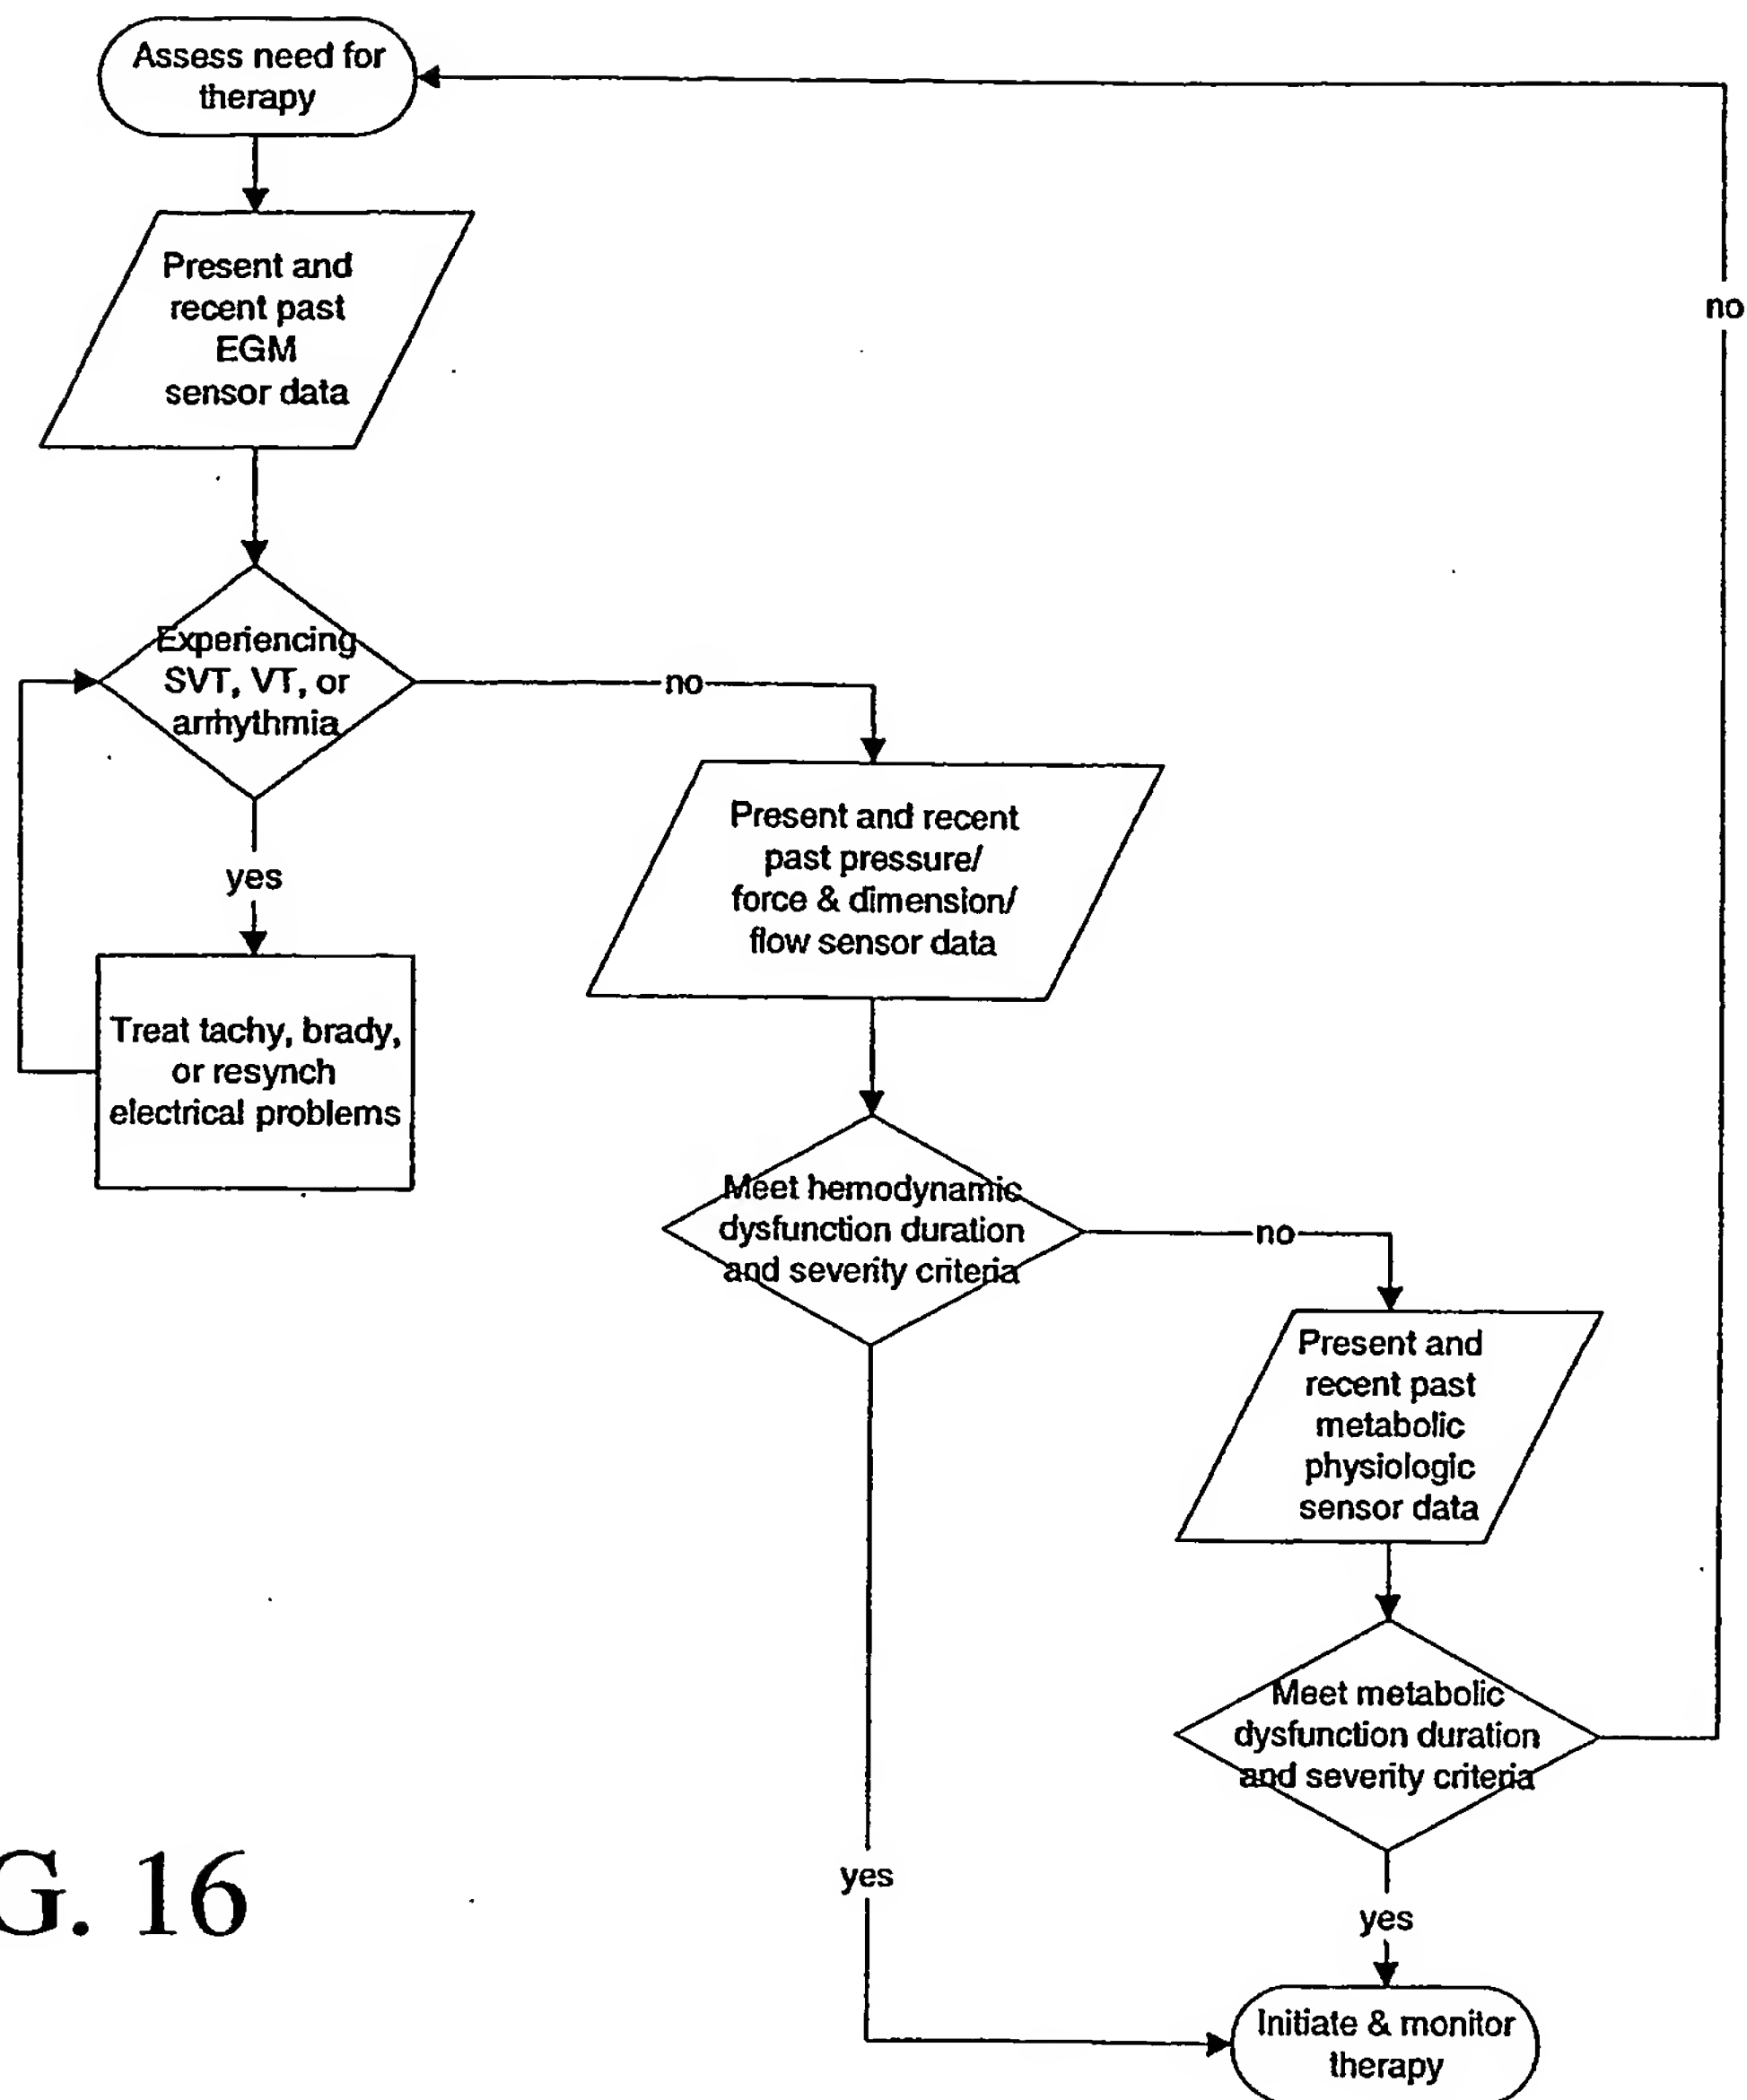 Assess need for
therapy
Present and
recent past
EGM
sensor data
no
Experiencing
SVT, VT, or
arrhythmia
no
yes
Present and recent
past pressure/
force & dimension/
flow sensor data
Treat tachy, brady,
or resynch
electrical problems
Meet hemodynamic
dysfunction duration
and severity criteria
no
Present and
recent past
metabolic
physiologic
sensor data
Meet metabolic
dysfunction duration
and severity criteria
yes
yes
Initiate & monitor
therapy
G. 16